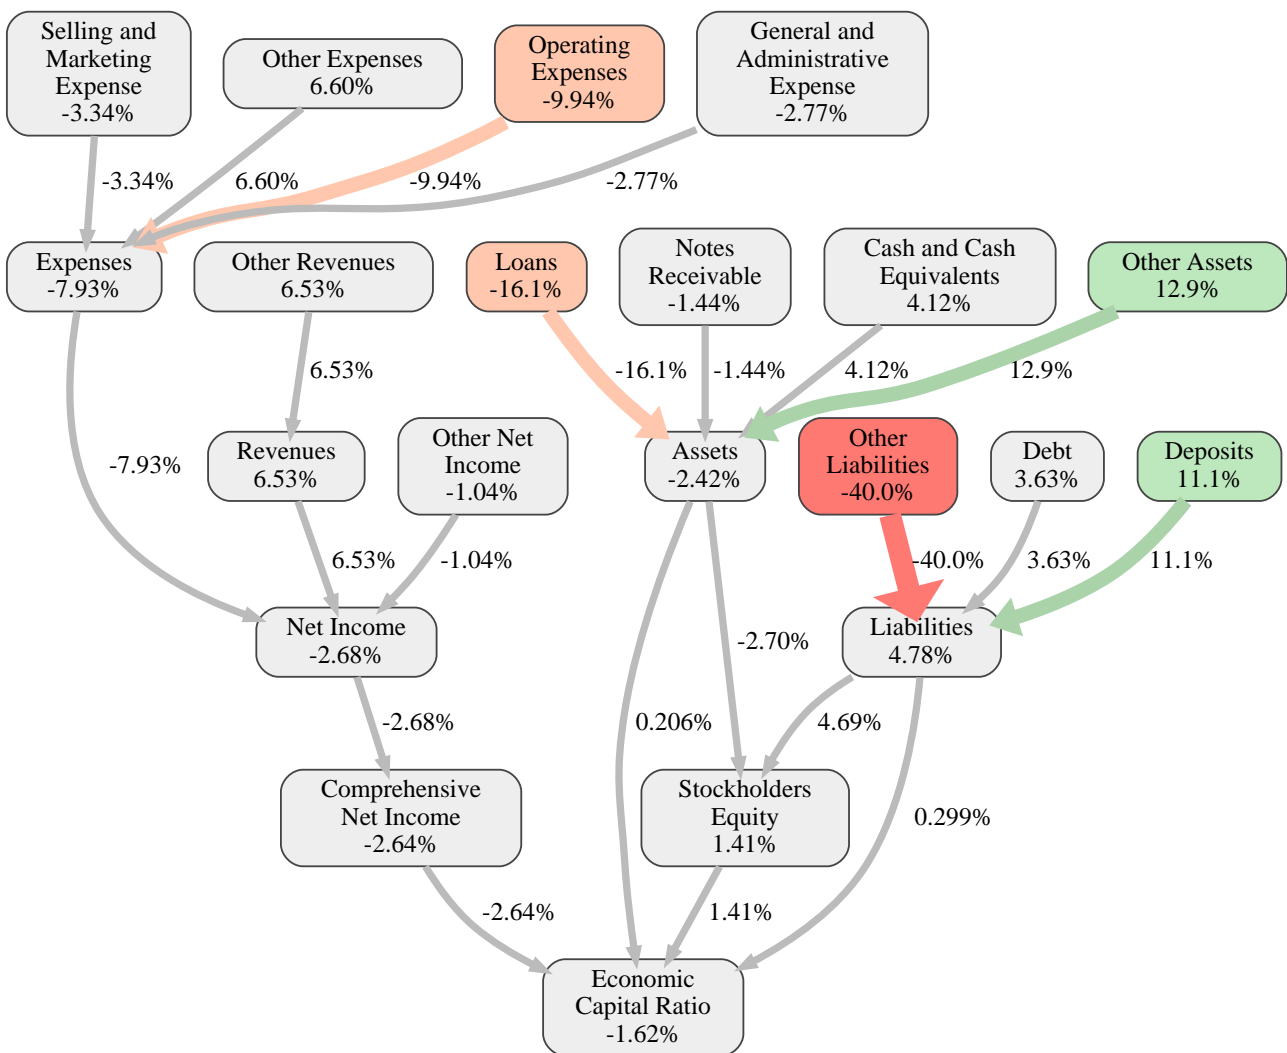 Selling and
Marketing
Expense
-3.34%
Other Expenses
6.60%
Operating
Expenses
-9.94%
General and
Administrative
Expense
-2.77%
-3.34%
6.60%
-9.94%
-2.77%
Expenses
-7.93%
Other Revenues
6.53%
Loans
-16.1%
Notes
Receivable
-1.44%
Cash and Cash
Equivalents
4.12%
Other Assets
12.9%
6.53%
-16.1%
-1.44%
4.12%
12.9%
-7.93%
Revenues
6.53%
Other Net
Income
-1.04%
Assets
-2.42%
Other
Liabilities
-40.0%
Debt
3.63%
Deposits
11.1%
6.53%
-1.04%
-40.0%
3.63%
11.1%
Net Income
-2.68%
-2.70%
Liabilities
4.78%
-2.68%
0.206%
4.69%
Comprehensive
Net Income
-2.64%
Stockholders
Equity
1.41%
0.299%
-2.64%
1.41%
Economic
Capital Ratio
-1.62%